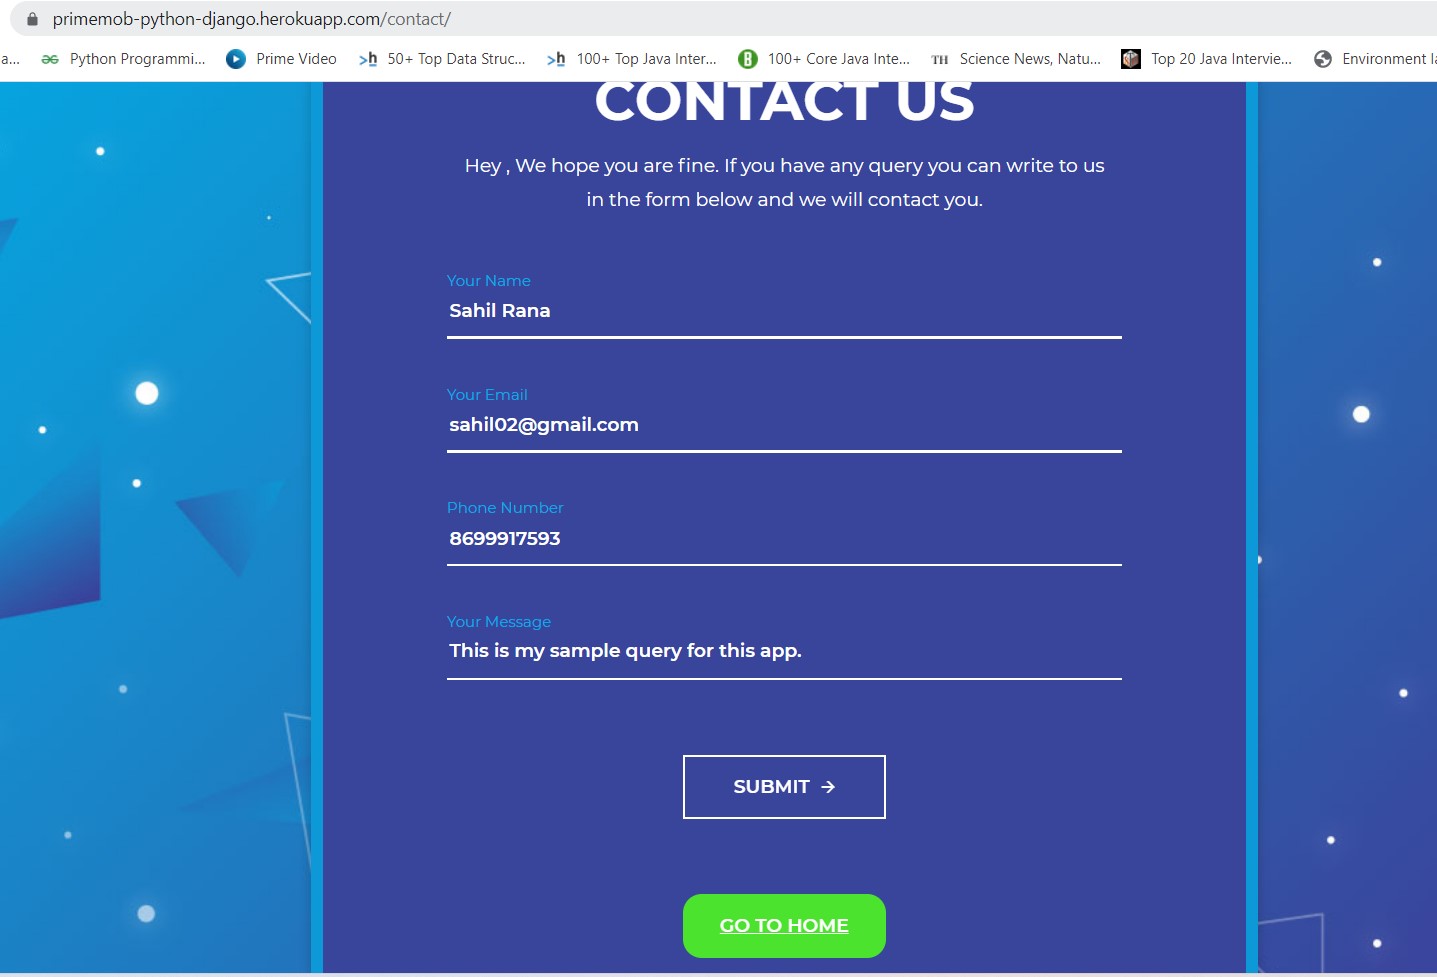 primemob-python-django.herokuapp.com/contact/
a... Python Programmi... Prime Video 50+ Top Data Struc... 100+ Top Java Inter... 100+ Core Java Inte... TH Science News, Natu... Top 20 Java Intervie... Environment la
CONTACT US
Hey , We hope you are fine. If you have any query you can write to us
in the form below and we will contact you.
Your Name
Sahil Rana
Your Email
sahil02@gmail.com
Phone Number
8699917593
Your Message
This is my sample query for this app.
SUBMIT →
GO TO HOME